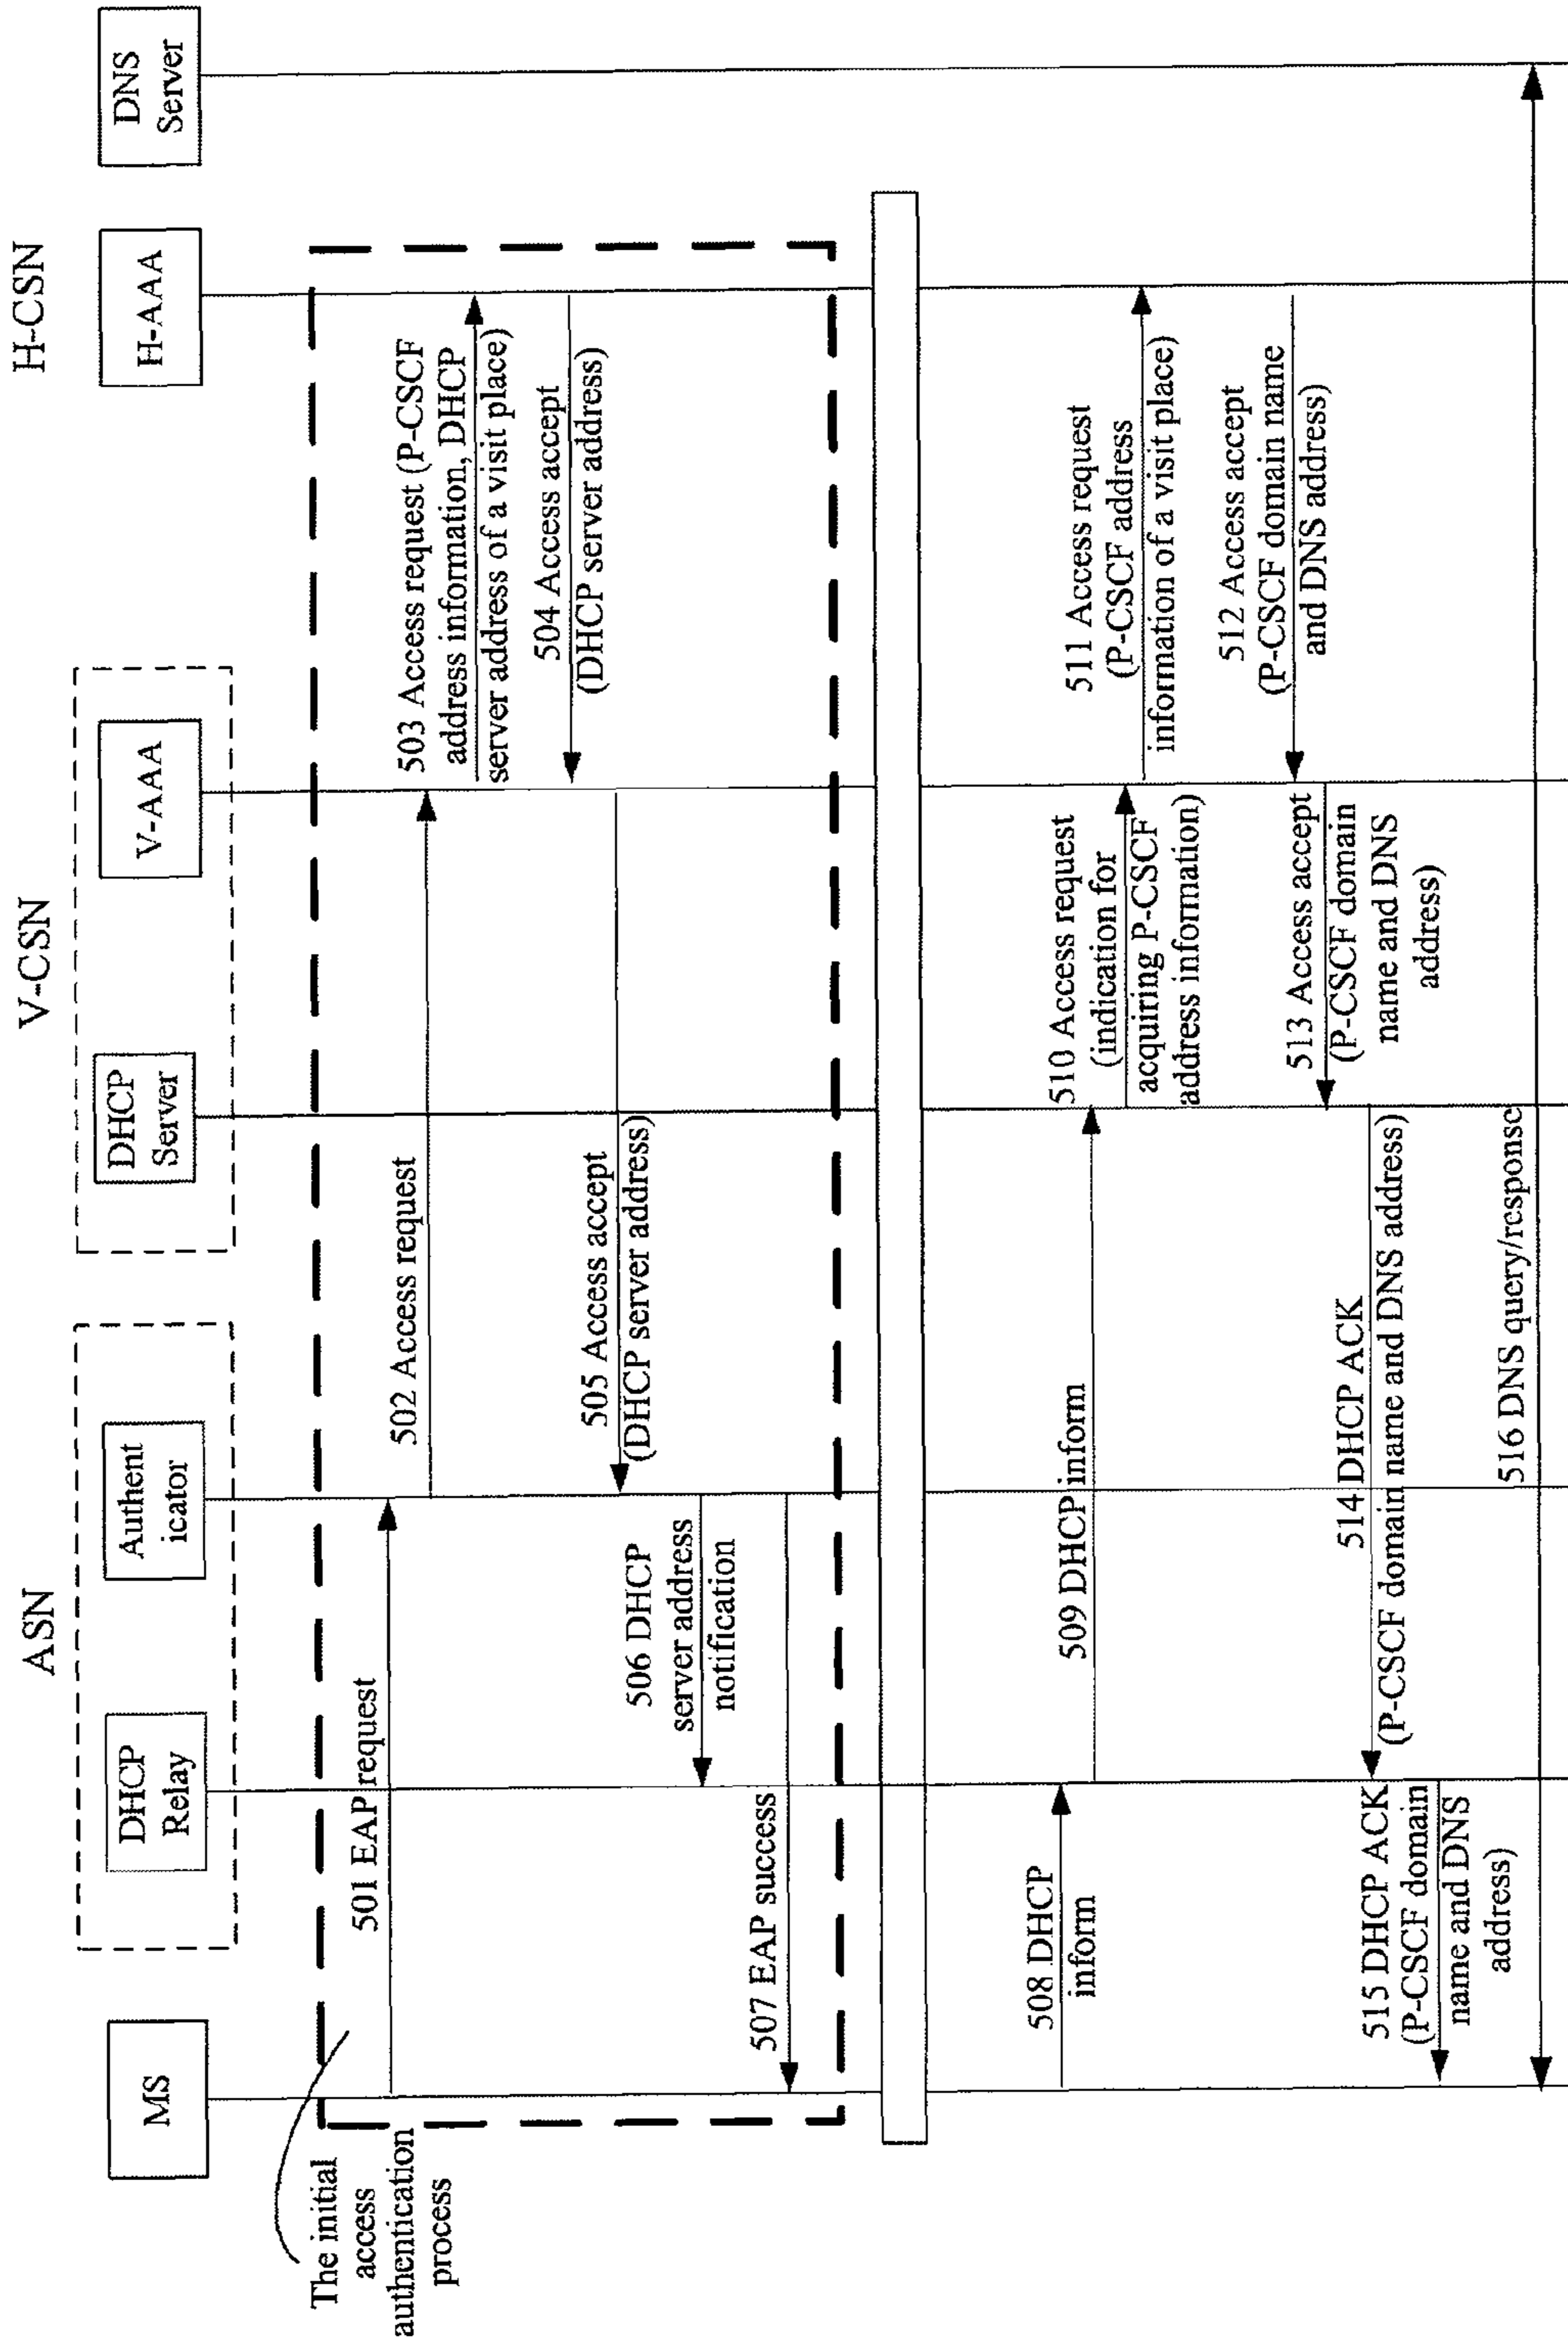 ASN
V-CSN
H-CSN
MS
DHCP
Relay
Authent
icator
DHCP
Server
V-AAA
H-AAA
DNS
Server
The initial
access
authentication
process
501 EAP request
502 Access request
503 Access request (P-CSCF
address information, DHCP
server address of a visit place)
504 Access accept
(DHCP server address)
505 Access accept
(DHCP server address)
506 DHCP
server address
notification
507 EAP success
508 DHCP
inform
509 DHCP inform
510 Access request
(indication for
acquiring P-CSCF
address information)
511 Access request
(P-CSCF address
information of a visit place)
512 Access accept
(P-CSCF domain name
and DNS address)
513 Access accept
(P-CSCF domain
name and DNS
address)
514 DHCP ACK
(P-CSCF domain name and DNS address)
515 DHCP ACK
(P-CSCF domain
name and DNS
address)
516 DNS query/response